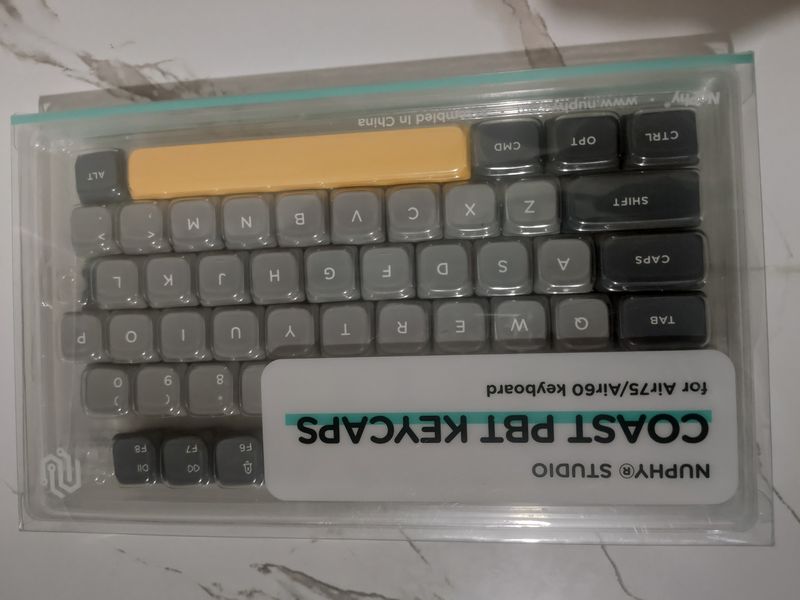 NUPHY® STUDIO
COAST PBT KEYCAPS
for Air75/Air60 keyboard
F6 F7 F8
* 8 ( 9 ) 0
TAB Q W E R T Y U I O P
CAPS A S D F G H J K L
SHIFT Z X C V B N M < , >
CTRL OPT CMD ALT
Nuphy® www.nuphy
mbled In China